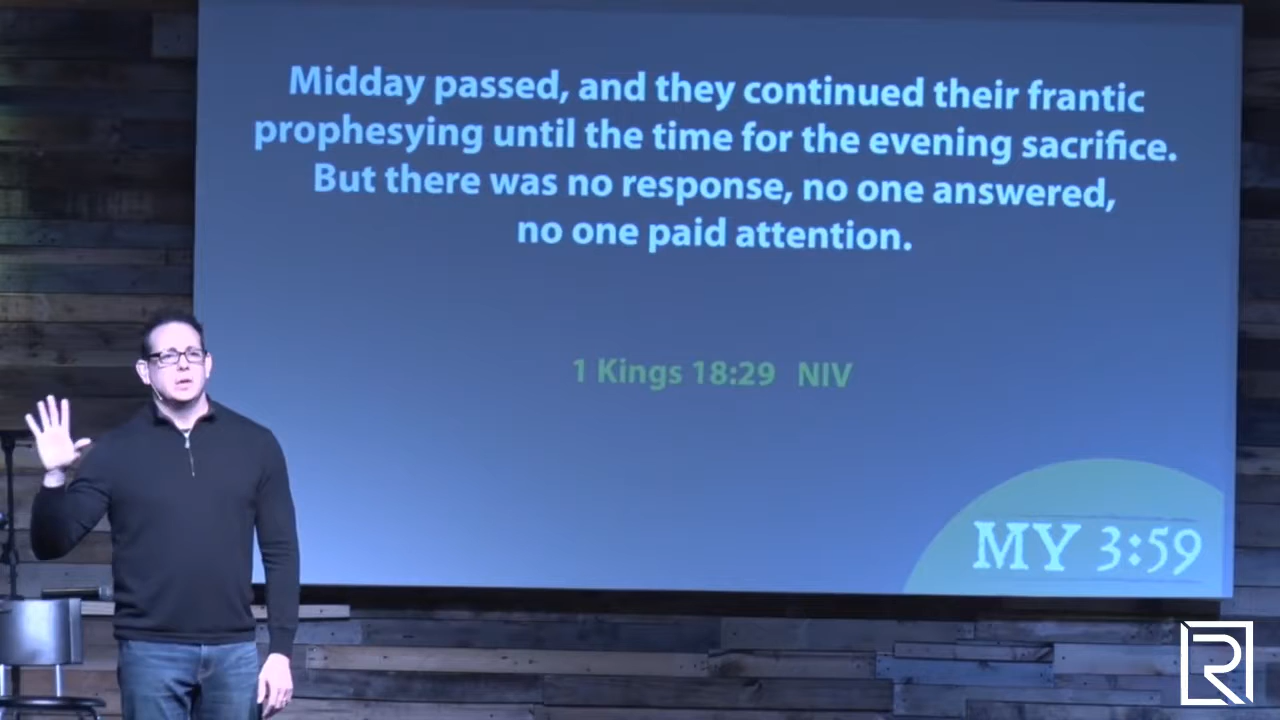 Midday passed, and they continued their frantic
prophesying until the time for the evening sacrifice.
But there was no response, no one answered,
no one paid attention.
1 Kings 18:29 NIV
MY 3:59
R